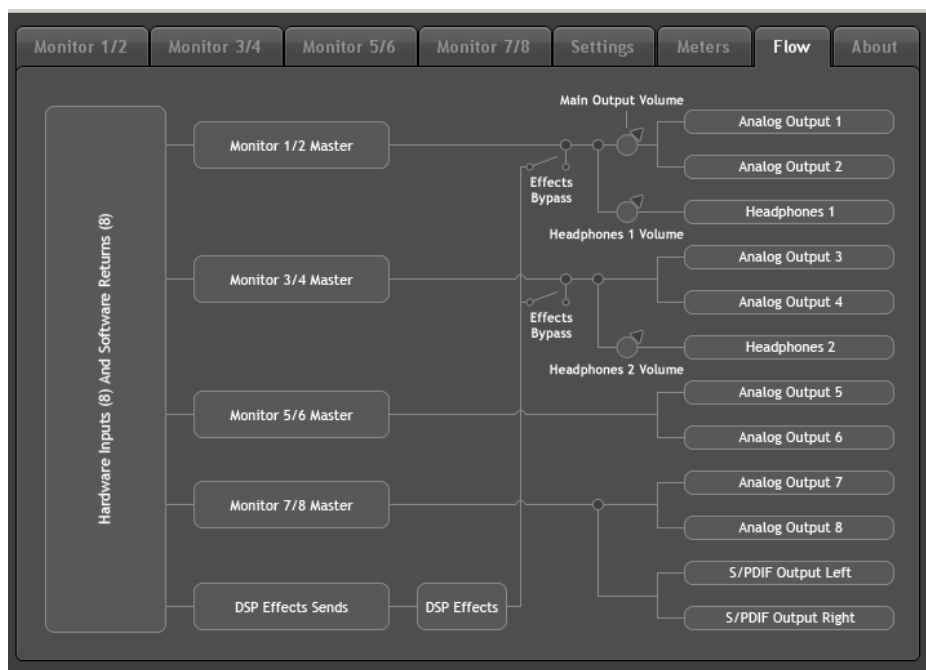 Monitor 1/2
Monitor 3/4
Monitor 5/6
Monitor 7/8
Settings
Meters
Flow
About
Hardware Inputs (8) And Software Returns (8)
Monitor 1/2 Master
Monitor 3/4 Master
Monitor 5/6 Master
Monitor 7/8 Master
DSP Effects Sends
DSP Effects
Main Output Volume
Effects
Bypass
Headphones 1 Volume
Effects
Bypass
Headphones 2 Volume
Analog Output 1
Analog Output 2
Headphones 1
Analog Output 3
Analog Output 4
Headphones 2
Analog Output 5
Analog Output 6
Analog Output 7
Analog Output 8
S/PDIF Output Left
S/PDIF Output Right